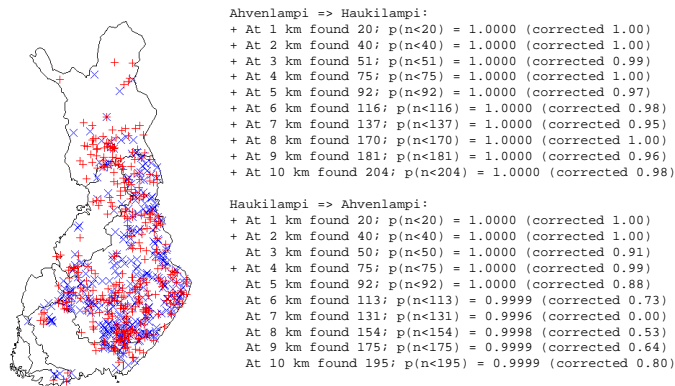 Ahvenlampi => Haukilampi:
+ At 1 km found 20; p(n<20) = 1.0000 (corrected 1.00)
+ At 2 km found 40; p(n<40) = 1.0000 (corrected 1.00)
+ At 3 km found 51; p(n<51) = 1.0000 (corrected 0.99)
+ At 4 km found 75; p(n<75) = 1.0000 (corrected 1.00)
+ At 5 km found 92; p(n<92) = 1.0000 (corrected 0.97)
+ At 6 km found 116; p(n<116) = 1.0000 (corrected 0.98)
+ At 7 km found 137; p(n<137) = 1.0000 (corrected 0.95)
+ At 8 km found 170; p(n<170) = 1.0000 (corrected 1.00)
+ At 9 km found 181; p(n<181) = 1.0000 (corrected 0.96)
+ At 10 km found 204; p(n<204) = 1.0000 (corrected 0.98)
Haukilampi => Ahvenlampi:
+ At 1 km found 20; p(n<20) = 1.0000 (corrected 1.00)
+ At 2 km found 40; p(n<40) = 1.0000 (corrected 1.00)
At 3 km found 50; p(n<50) = 1.0000 (corrected 0.91)
+ At 4 km found 75; p(n<75) = 1.0000 (corrected 0.99)
At 5 km found 92; p(n<92) = 1.0000 (corrected 0.88)
At 6 km found 113; p(n<113) = 0.9999 (corrected 0.73)
At 7 km found 131; p(n<131) = 0.9996 (corrected 0.00)
At 8 km found 154; p(n<154) = 0.9998 (corrected 0.53)
At 9 km found 175; p(n<175) = 0.9999 (corrected 0.64)
At 10 km found 195; p(n<195) = 0.9999 (corrected 0.80)